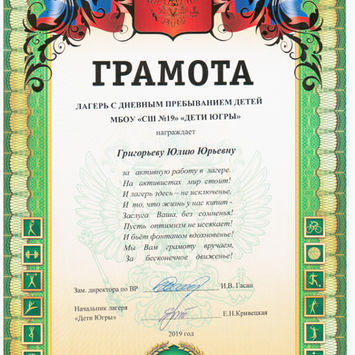 ГРАМОТА
ЛАГЕРЬ С ДНЕВНЫМ ПРЕБЫВАНИЕМ ДЕТЕЙ
МБОУ «СШ №19» «ДЕТИ ЮГРЫ»
награждает
Григорьеву Юлию Юрьевну
за активную работу в лагере.
На активистах мир стоит!
И лагерь здесь – не исключенье,
И то, что жизнь у нас кипит -
Заслуга Ваша, без сомненья!
Пусть оптимизм не иссякает!
И бьёт фонтаном вдохновенье!
Мы Вам грамоту вручаем,
За бесконечное движенье!
Зам. директора по ВР И.В. Гасан
Начальник лагеря
«Дети Югры» Е.Н.Кривецкая
2019 год